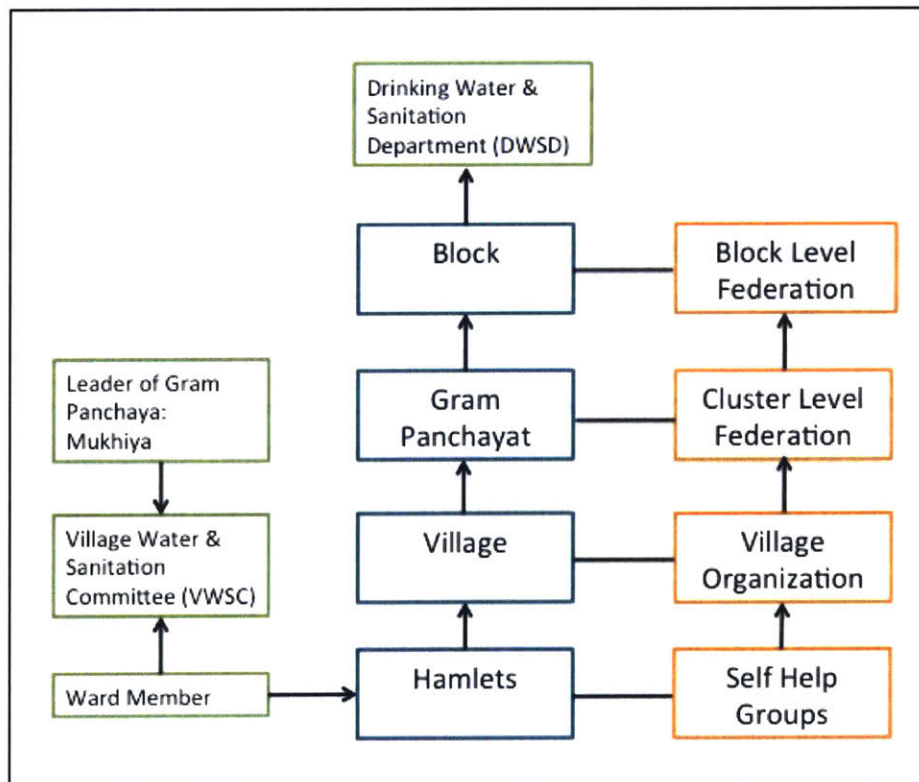 Drinking Water &
Sanitation
Department (DWSD)
Block
Block Level
Federation
Leader of Gram
Panchaya:
Mukhiya
Gram
Panchayat
Cluster Level
Federation
Village Water &
Sanitation
Committee (VWSC)
Village
Village
Organization
Ward Member
Hamlets
Self Help
Groups